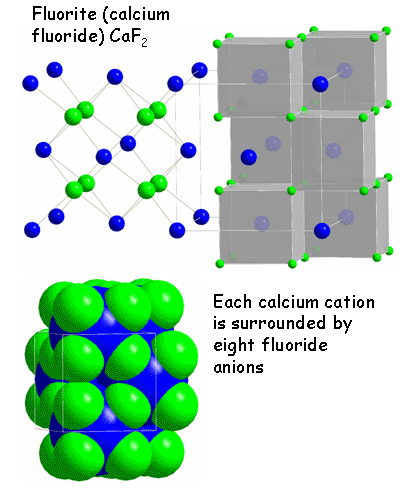 Fluorite (calcium
fluoride) CaF₂
Each calcium cation
is surrounded by
eight fluoride
anions